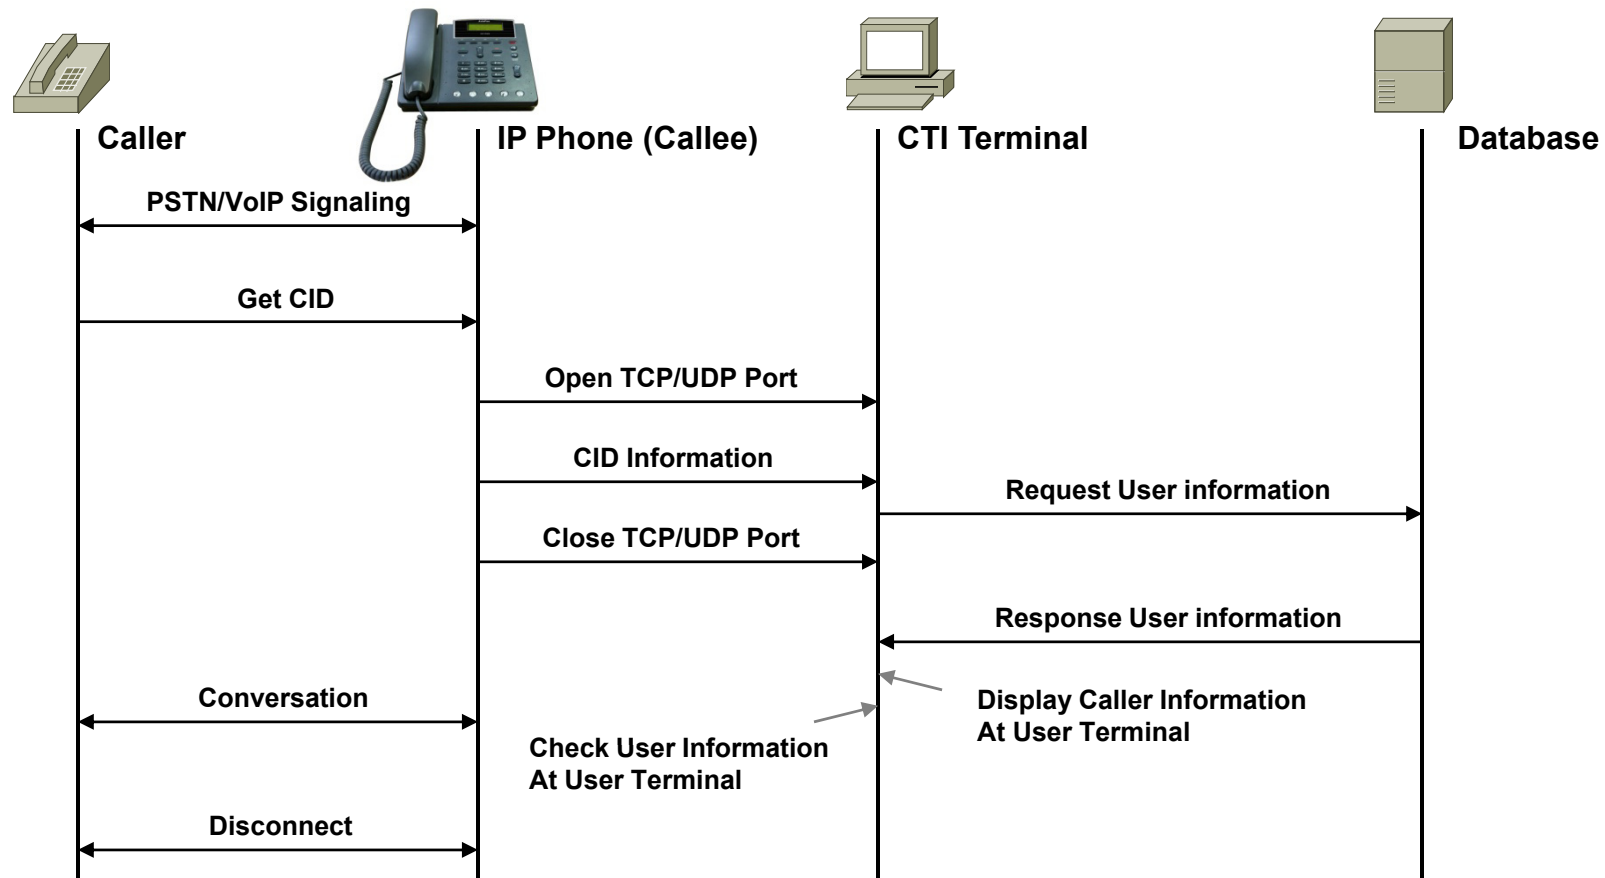 Caller
IP Phone (Callee)
CTI Terminal
Database
PSTN/VoIP Signaling
Get CID
Open TCP/UDP Port
CID Information
Request User information
Close TCP/UDP Port
Response User information
Conversation
Display Caller Information
At User Terminal
Check User Information
At User Terminal
Disconnect